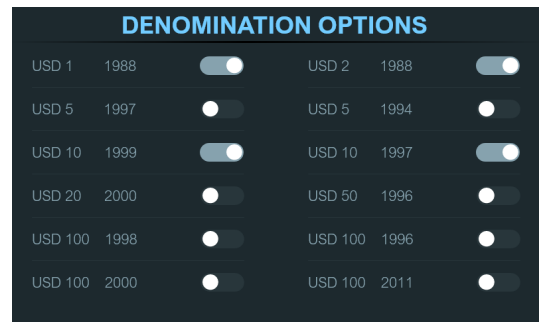 DENOMINATION OPTIONS
USD 1 1988 USD 2 1988
USD 5 1997 USD 5 1994
USD 10 1999 USD 10 1997
USD 20 2000 USD 50 1996
USD 100 1998 USD 100 1996
USD 100 2000 USD 100 2011